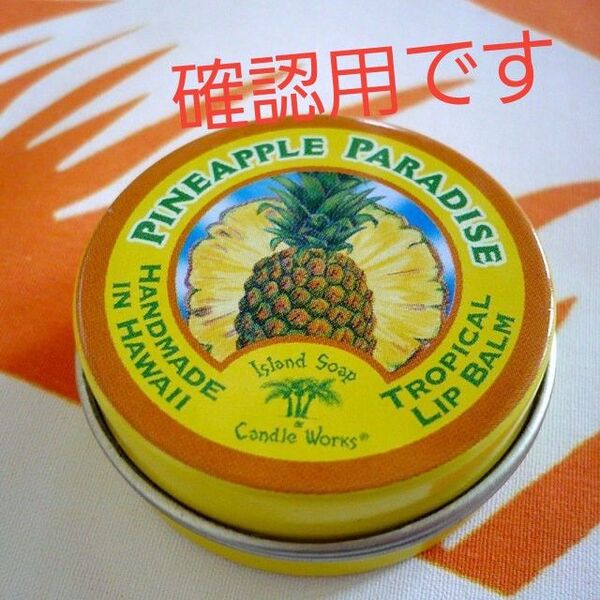 確認用です
PINEAPPLE PARADISE
HANDMADE
IN HAWAII
TROPICAL
LIP BALM
Island Soap
&
Candle Works®